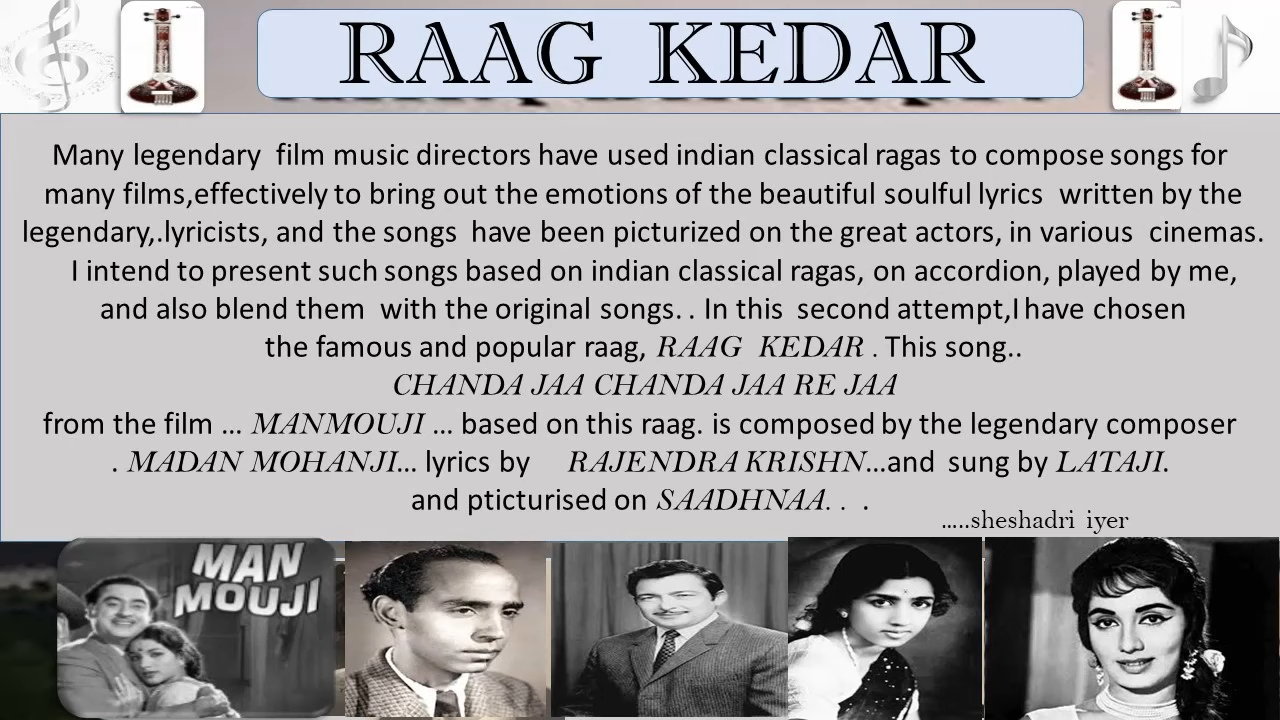 RAAG KEDAR
Many legendary film music directors have used indian classical ragas to compose songs for
many films,effectively to bring out the emotions of the beautiful soulful lyrics written by the
legendary,.lyricists, and the songs have been picturized on the great actors, in various cinemas.
I intend to present such songs based on indian classical ragas, on accordion, played by me,
and also blend them with the original songs. . In this second attempt,I have chosen
the famous and popular raag, RAAG KEDAR . This song..
CHANDA JAA CHANDA JAA RE JAA
from the film ... MANMOUJI ... based on this raag. is composed by the legendary composer
. MADAN MOHANJI... lyrics by RAJENDRA KRISHN...and sung by LATAJI.
and pticturised on SAADHNAA. . .
.....sheshadri iyer
MAN
MOUJI